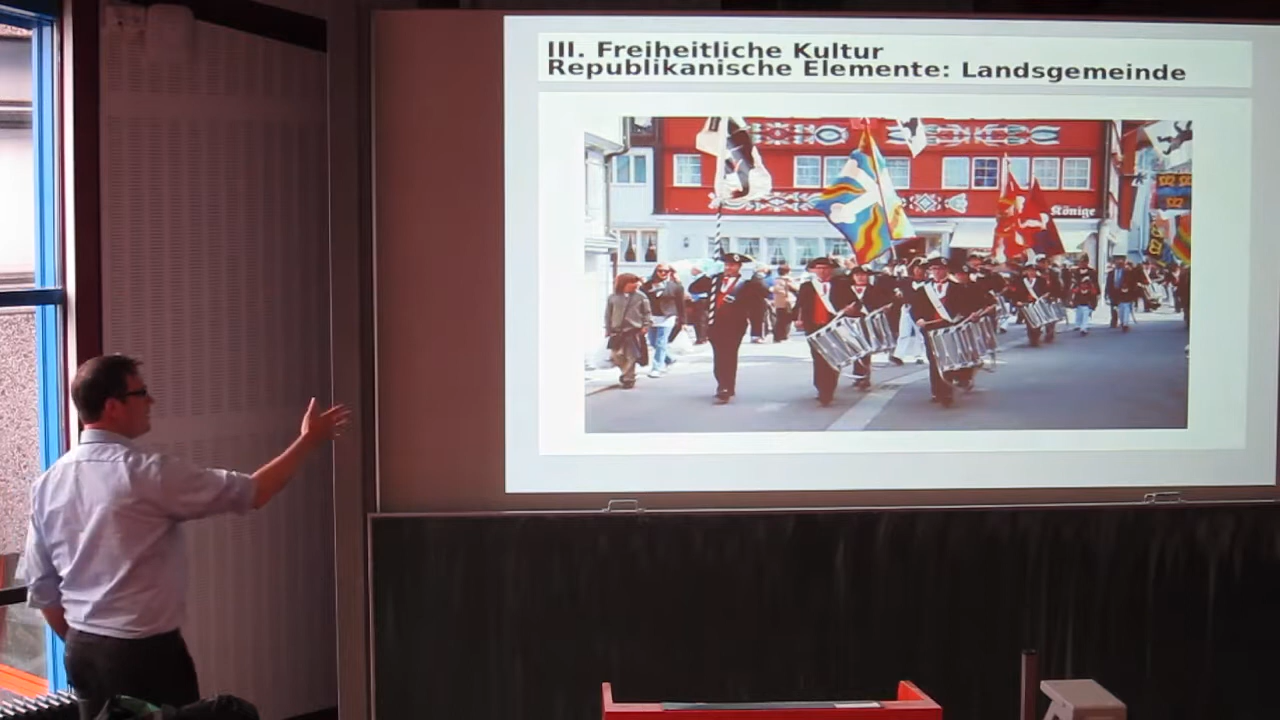 III. Freiheitliche Kultur
Republikanische Elemente: Landsgemeinde
Könige